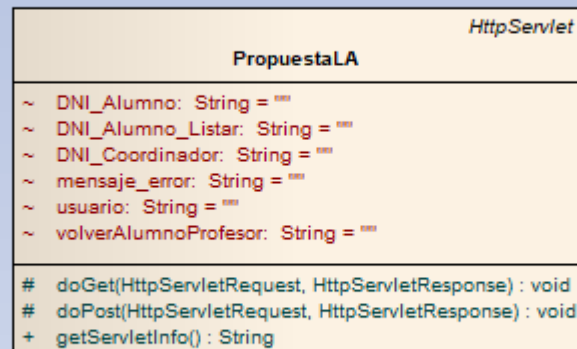 HttpServlet
PropuestaLA
~ DNI_Alumno: String = ""
~ DNI_Alumno_Listar: String = ""
~ DNI_Coordinador: String = ""
~ mensaje_error: String = ""
~ usuario: String = ""
~ volverAlumnoProfesor: String = ""
# doGet(HttpServletRequest, HttpServletResponse) : void
# doPost(HttpServletRequest, HttpServletResponse) : void
+ getServletInfo() : String